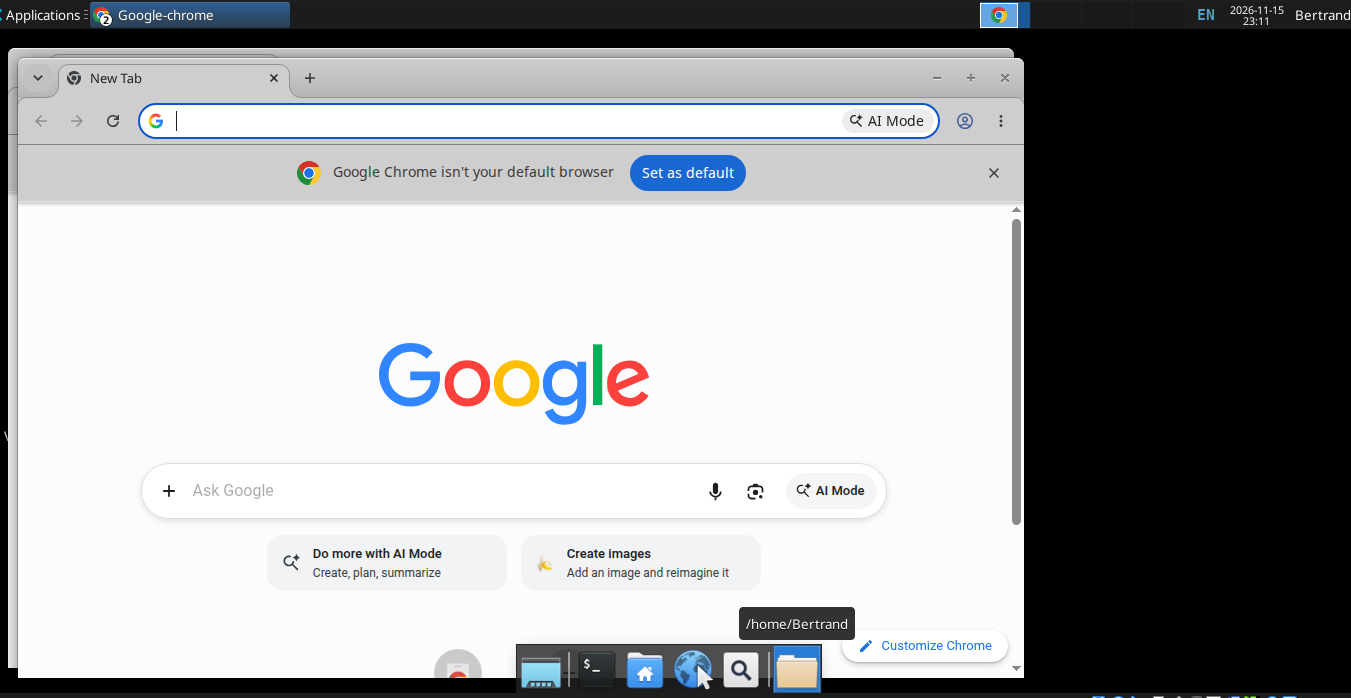 Applications
2 Google-chrome
EN
2026-11-15
23:11
Bertrand
New Tab
AI Mode
Google Chrome isn't your default browser
Set as default
Google
Ask Google
AI Mode
Do more with AI Mode
Create, plan, summarize
Create images
Add an image and reimagine it
/home/Bertrand
Customize Chrome
$_